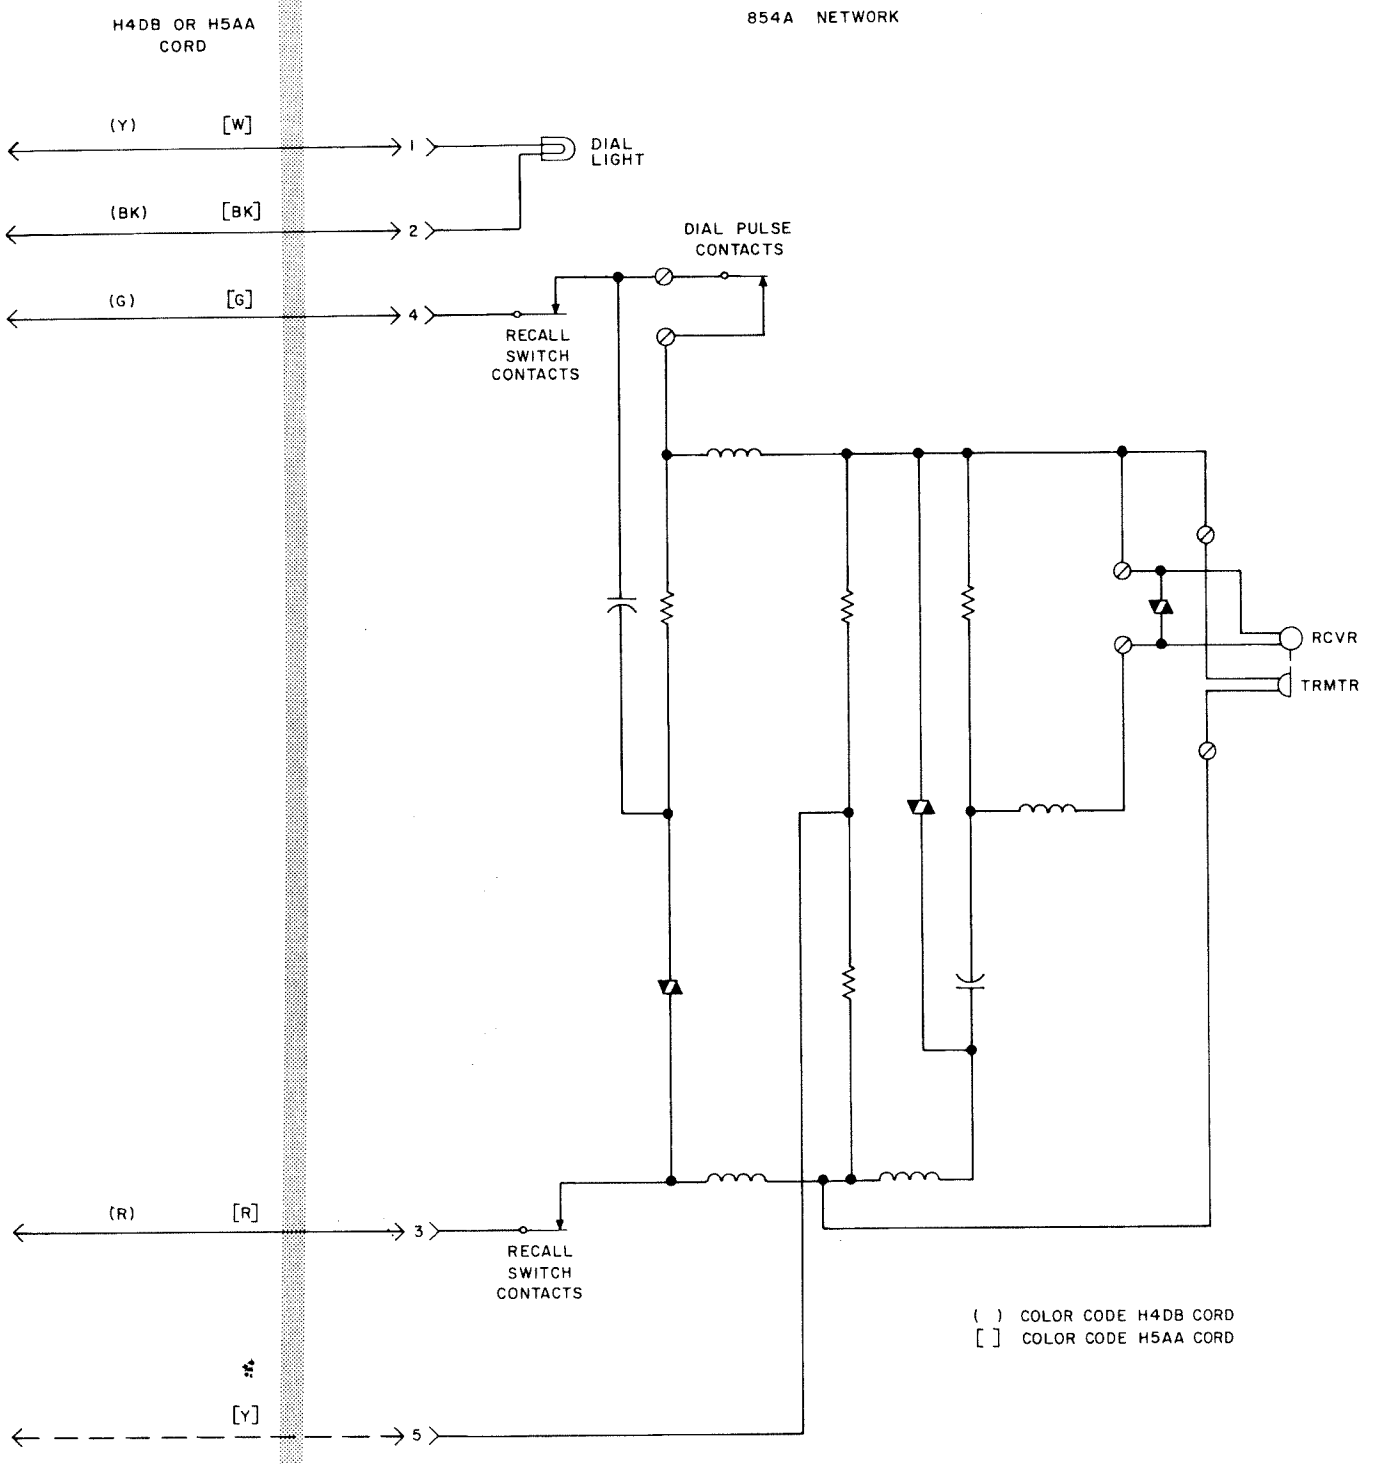 H4DB OR H5AA
CORD
854A NETWORK
(Y) [W]
1
DIAL
LIGHT
(BK) [BK]
2
DIAL PULSE
CONTACTS
(G) [G]
4
RECALL
SWITCH
CONTACTS
RCVR
TRMTR
(R) [R]
3
RECALL
SWITCH
CONTACTS
( ) COLOR CODE H4DB CORD
[ ] COLOR CODE H5AA CORD
[Y]
5